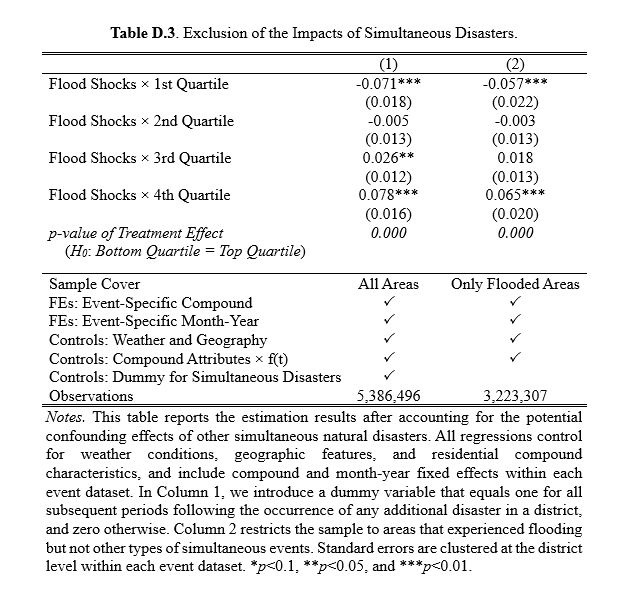 Table D.3. Exclusion of the Impacts of Simultaneous Disasters.
(1) (2)
Flood Shocks × 1st Quartile -0.071*** -0.057***
(0.018) (0.022)
Flood Shocks × 2nd Quartile -0.005 -0.003
(0.013) (0.013)
Flood Shocks × 3rd Quartile 0.026** 0.018
(0.012) (0.013)
Flood Shocks × 4th Quartile 0.078*** 0.065***
(0.016) (0.020)
p-value of Treatment Effect 0.000 0.000
(H0: Bottom Quartile = Top Quartile)
Sample Cover All Areas Only Flooded Areas
FEs: Event-Specific Compound ✓ ✓
FEs: Event-Specific Month-Year ✓ ✓
Controls: Weather and Geography ✓ ✓
Controls: Compound Attributes × f(t) ✓ ✓
Controls: Dummy for Simultaneous Disasters ✓
Observations 5,386,496 3,223,307
Notes. This table reports the estimation results after accounting for the potential
confounding effects of other simultaneous natural disasters. All regressions control
for weather conditions, geographic features, and residential compound
characteristics, and include compound and month-year fixed effects within each
event dataset. In Column 1, we introduce a dummy variable that equals one for all
subsequent periods following the occurrence of any additional disaster in a district,
and zero otherwise. Column 2 restricts the sample to areas that experienced flooding
but not other types of simultaneous events. Standard errors are clustered at the district
level within each event dataset. *p<0.1, **p<0.05, and ***p<0.01.